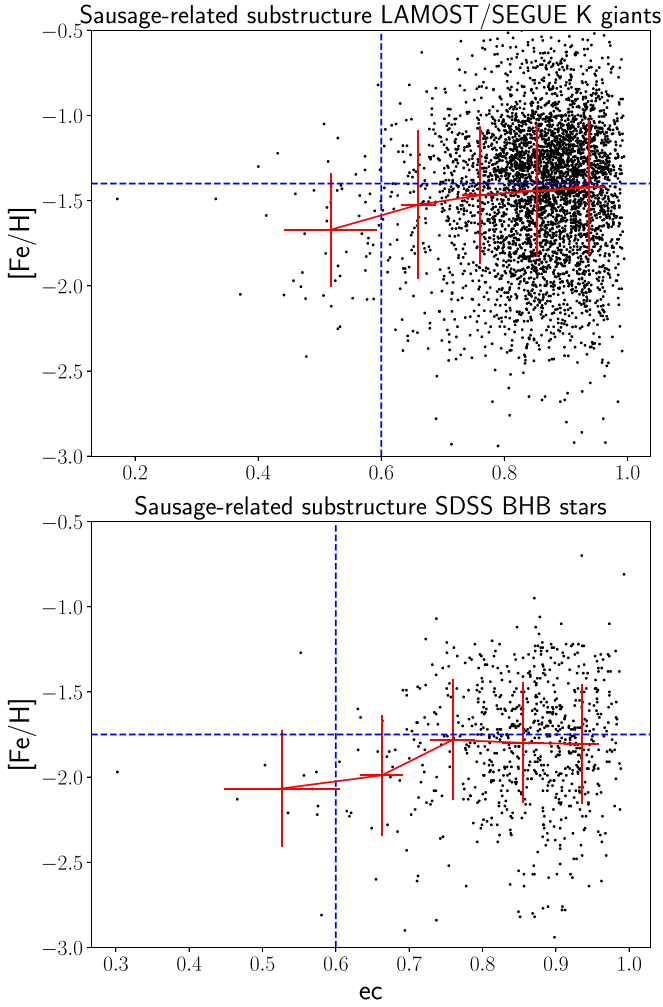 Sausage-related substructure LAMOST/SEGUE K giants
−0.5
−1.0
−1.5
−2.0
−2.5
−3.0
[Fe/H]
0.2 0.4 0.6 0.8 1.0
Sausage-related substructure SDSS BHB stars
−0.5
−1.0
−1.5
−2.0
−2.5
−3.0
[Fe/H]
0.3 0.4 0.5 0.6 0.7 0.8 0.9 1.0
ec